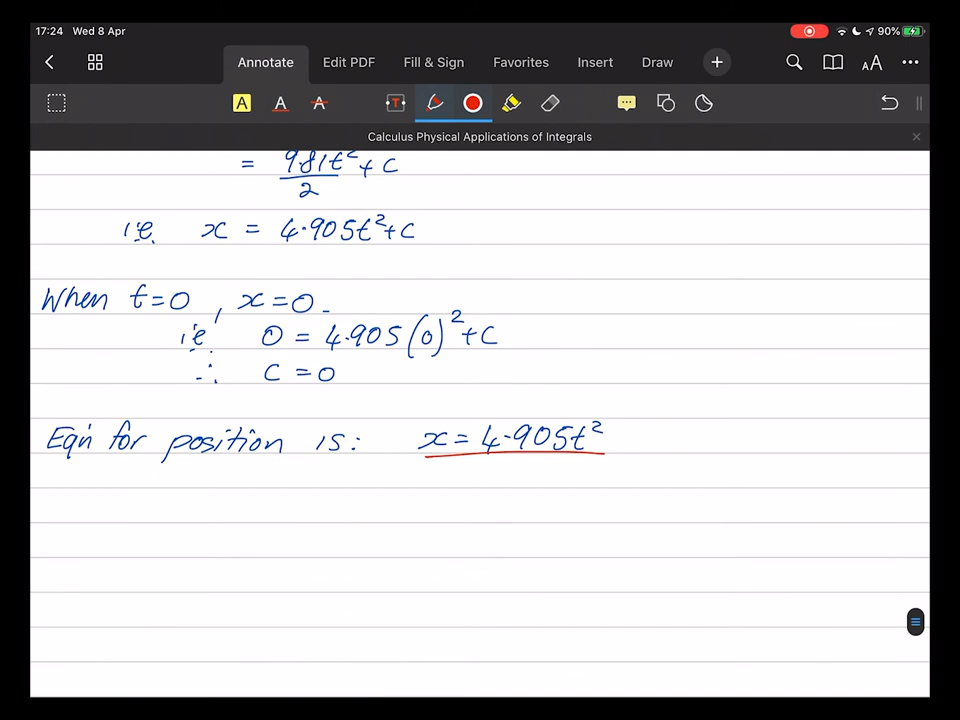 17:24 Wed 8 Apr 90%
Annotate Edit PDF Fill & Sign Favorites Insert Draw
A A A T
Calculus Physical Applications of Integrals
= 9.81t²/2 + C
i.e. x = 4.905t²+C
When t=0, x=0.
i.e. 0 = 4.905(0)²+C
∴ C = 0
Eqn for position is: x = 4.905t²